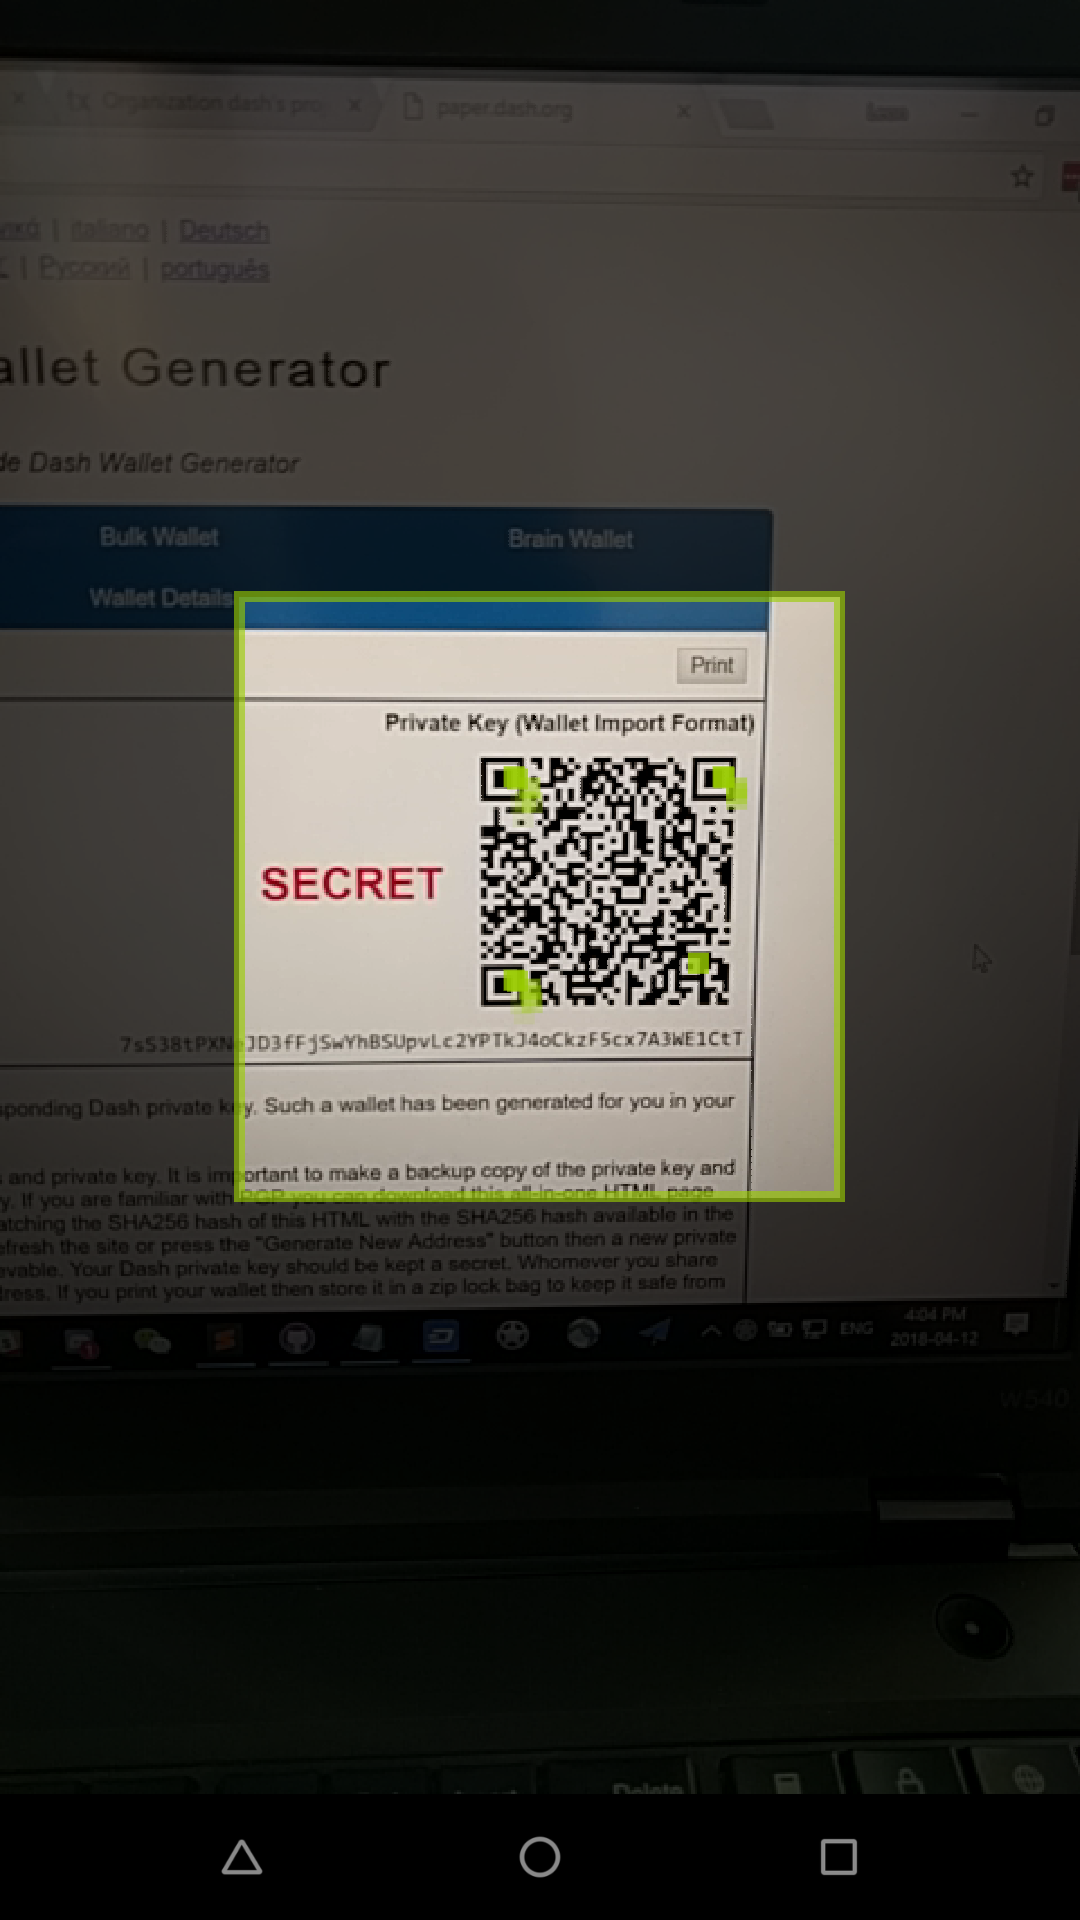 Organization dash's pro
paper.dash.org
italiano | Deutsch
| Русский | português
allet Generator
de Dash Wallet Generator
Bulk Wallet
Brain Wallet
Wallet Details
Print
Private Key (Wallet Import Format)
SECRET
sponding Dash private key. Such a wallet has been generated for you in your
s and private key. It is important to make a backup copy of the private key and
y. If you are familiar with PGP you can download this all-in-one HTML page
atching the SHA256 hash of this HTML with the SHA256 hash available in the
efresh the site or press the "Generate New Address" button then a new private
evable. Your Dash private key should be kept a secret. Whomever you share
dress. If you print your wallet then store it in a zip lock bag to keep it safe from
ENG
4:04 PM
2018-04-12
W540
Delete